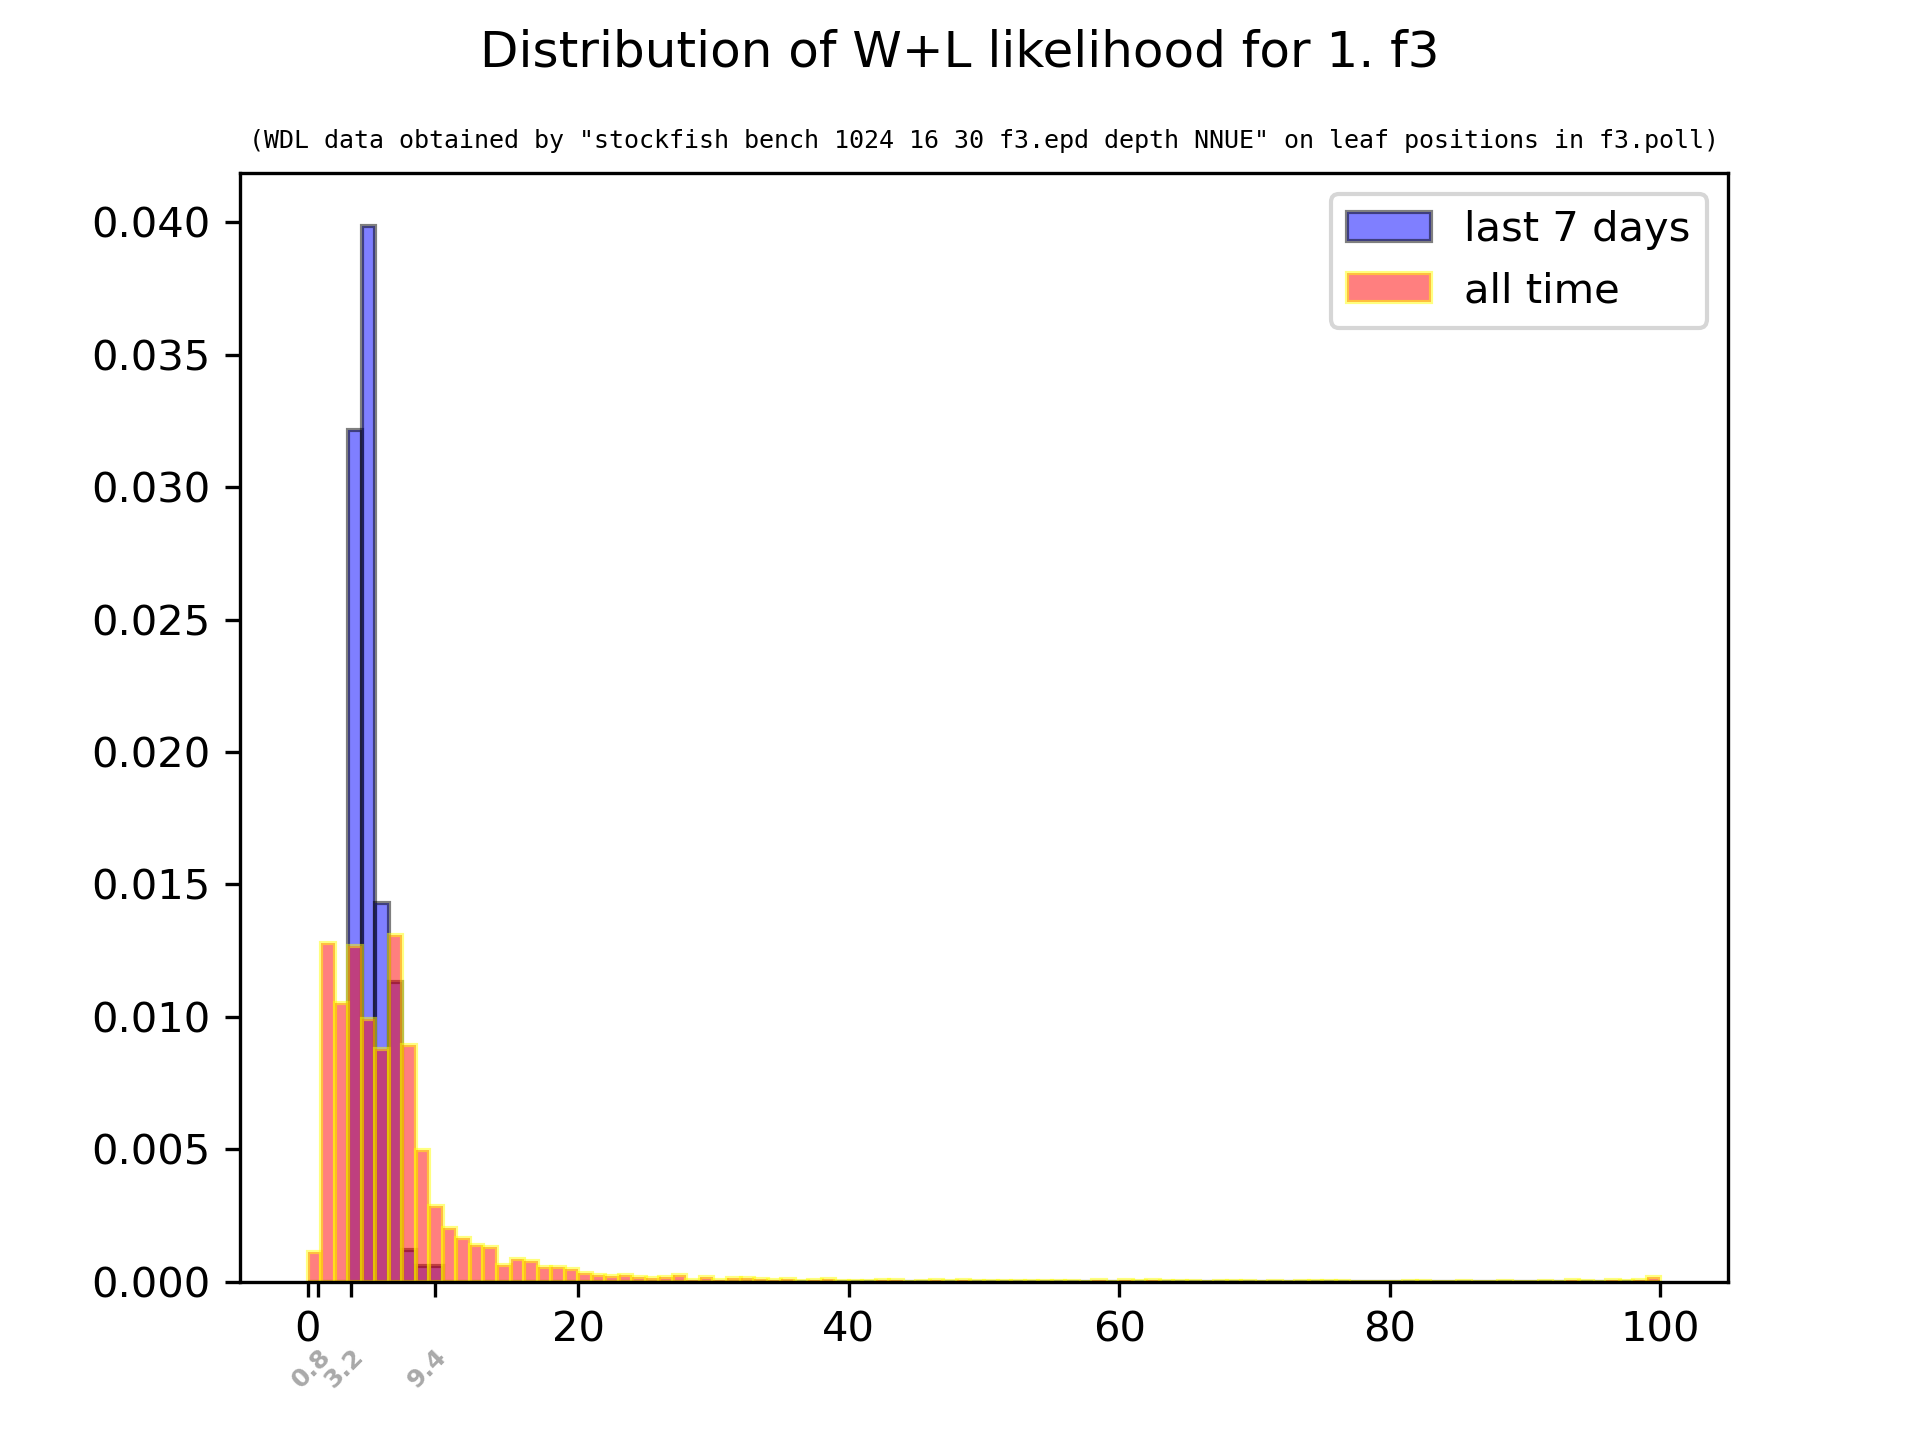 Distribution of W+L likelihood for 1. f3
(WDL data obtained by "stockfish bench 1024 16 30 f3.epd depth NNUE" on leaf positions in f3.poll)
last 7 days
all time
0.040
0.035
0.030
0.025
0.020
0.015
0.010
0.005
0.000
0 20 40 60 80 100
0.8 3.2 9.4